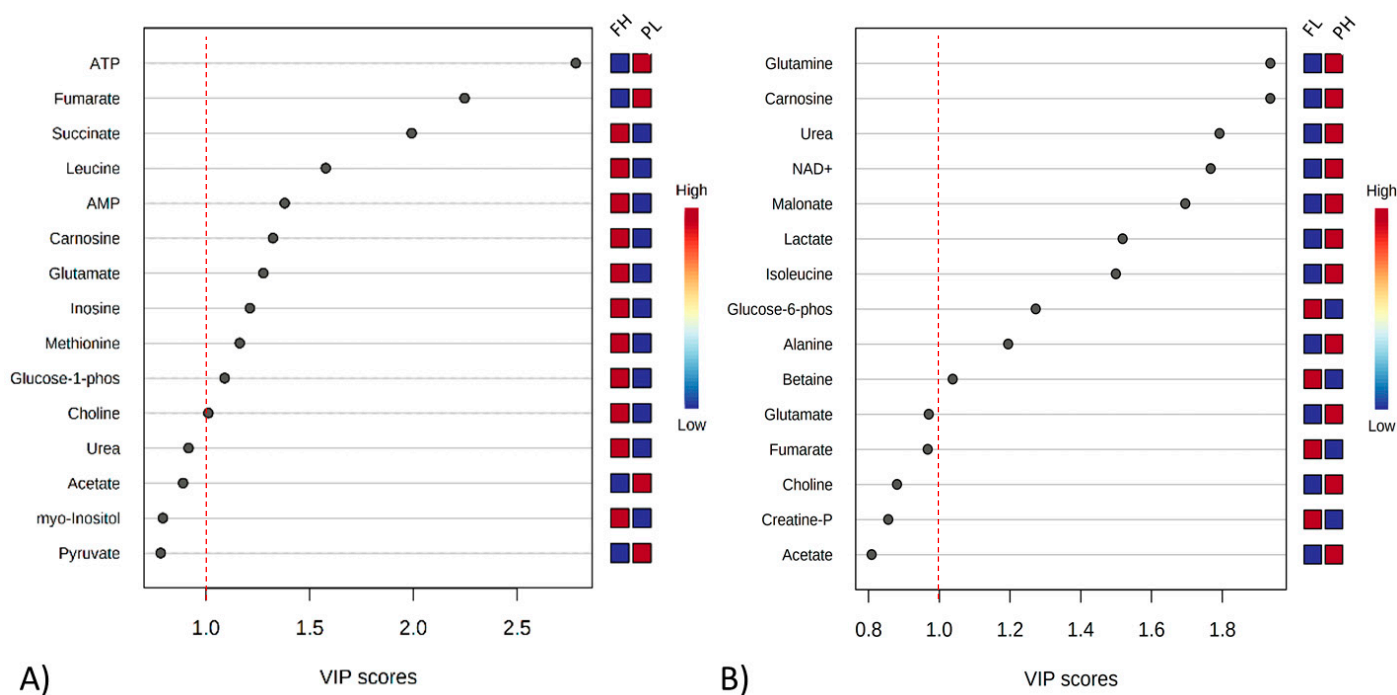 FH PL
ATP
Fumarate
Succinate
Leucine
AMP
Carnosine
Glutamate
Inosine
Methionine
Glucose-1-phos
Choline
Urea
Acetate
myo-Inositol
Pyruvate
High
Low
1.0 1.5 2.0 2.5
VIP scores
A)
FL PH
Glutamine
Carnosine
Urea
NAD+
Malonate
Lactate
Isoleucine
Glucose-6-phos
Alanine
Betaine
Glutamate
Fumarate
Choline
Creatine-P
Acetate
High
Low
0.8 1.0 1.2 1.4 1.6 1.8
VIP scores
B)